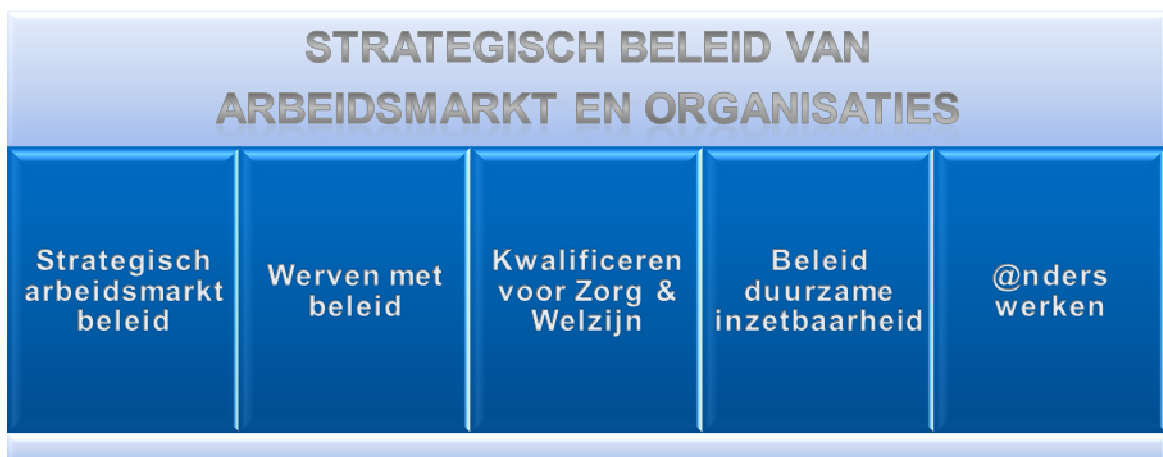 STRATEGISCH BELEID VAN
ARBEIDSMARKT EN ORGANISATIES
Strategisch
arbeidsmarkt
beleid
Werven met
beleid
Kwalificeren
voor Zorg &
Welzijn
Beleid
duurzame
inzetbaarheid
@nders
werken